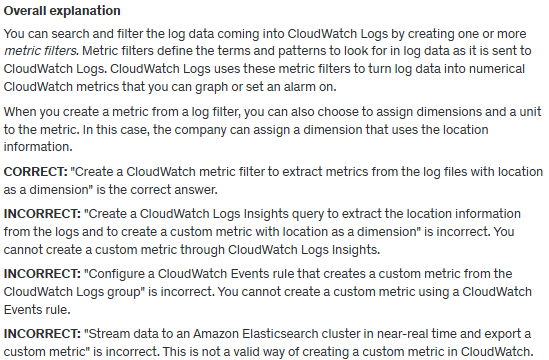 Overall explanation
You can search and filter the log data coming into CloudWatch Logs by creating one or more
metric filters. Metric filters define the terms and patterns to look for in log data as it is sent to
CloudWatch Logs. CloudWatch Logs uses these metric filters to turn log data into numerical
CloudWatch metrics that you can graph or set an alarm on.
When you create a metric from a log filter, you can also choose to assign dimensions and a unit
to the metric. In this case, the company can assign a dimension that uses the location
information.
CORRECT: "Create a CloudWatch metric filter to extract metrics from the log files with location
as a dimension" is the correct answer.
INCORRECT: "Create a CloudWatch Logs Insights query to extract the location information
from the logs and to create a custom metric with location as a dimension" is incorrect. You
cannot create a custom metric through CloudWatch Logs Insights.
INCORRECT: "Configure a CloudWatch Events rule that creates a custom metric from the
CloudWatch Logs group" is incorrect. You cannot create a custom metric using a CloudWatch
Events rule.
INCORRECT: "Stream data to an Amazon Elasticsearch cluster in near-real time and export a
custom metric" is incorrect. This is not a valid way of creating a custom metric in CloudWatch.